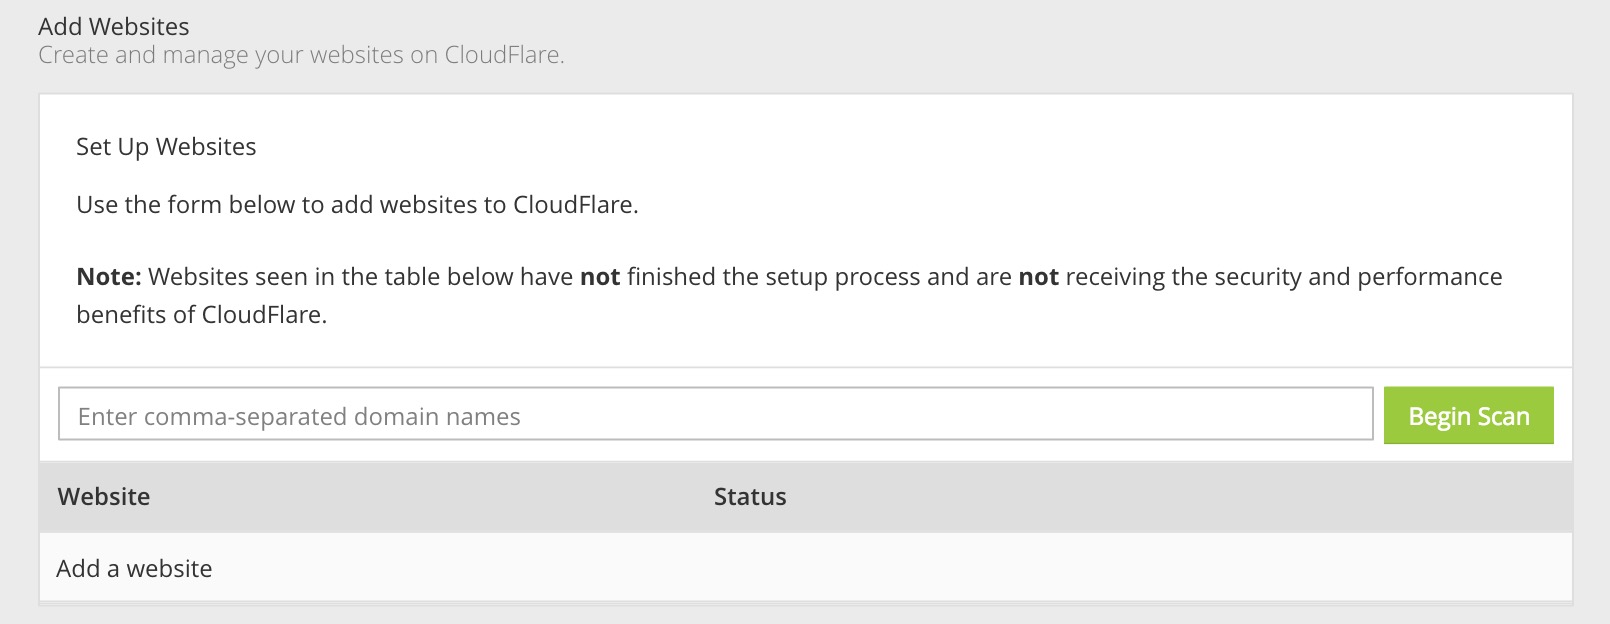 Add Websites
Create and manage your websites on CloudFlare.
Set Up Websites
Use the form below to add websites to CloudFlare.
Note: Websites seen in the table below have not finished the setup process and are not receiving the security and performance
benefits of CloudFlare.
Enter comma-separated domain names
Begin Scan
Website Status
Add a website